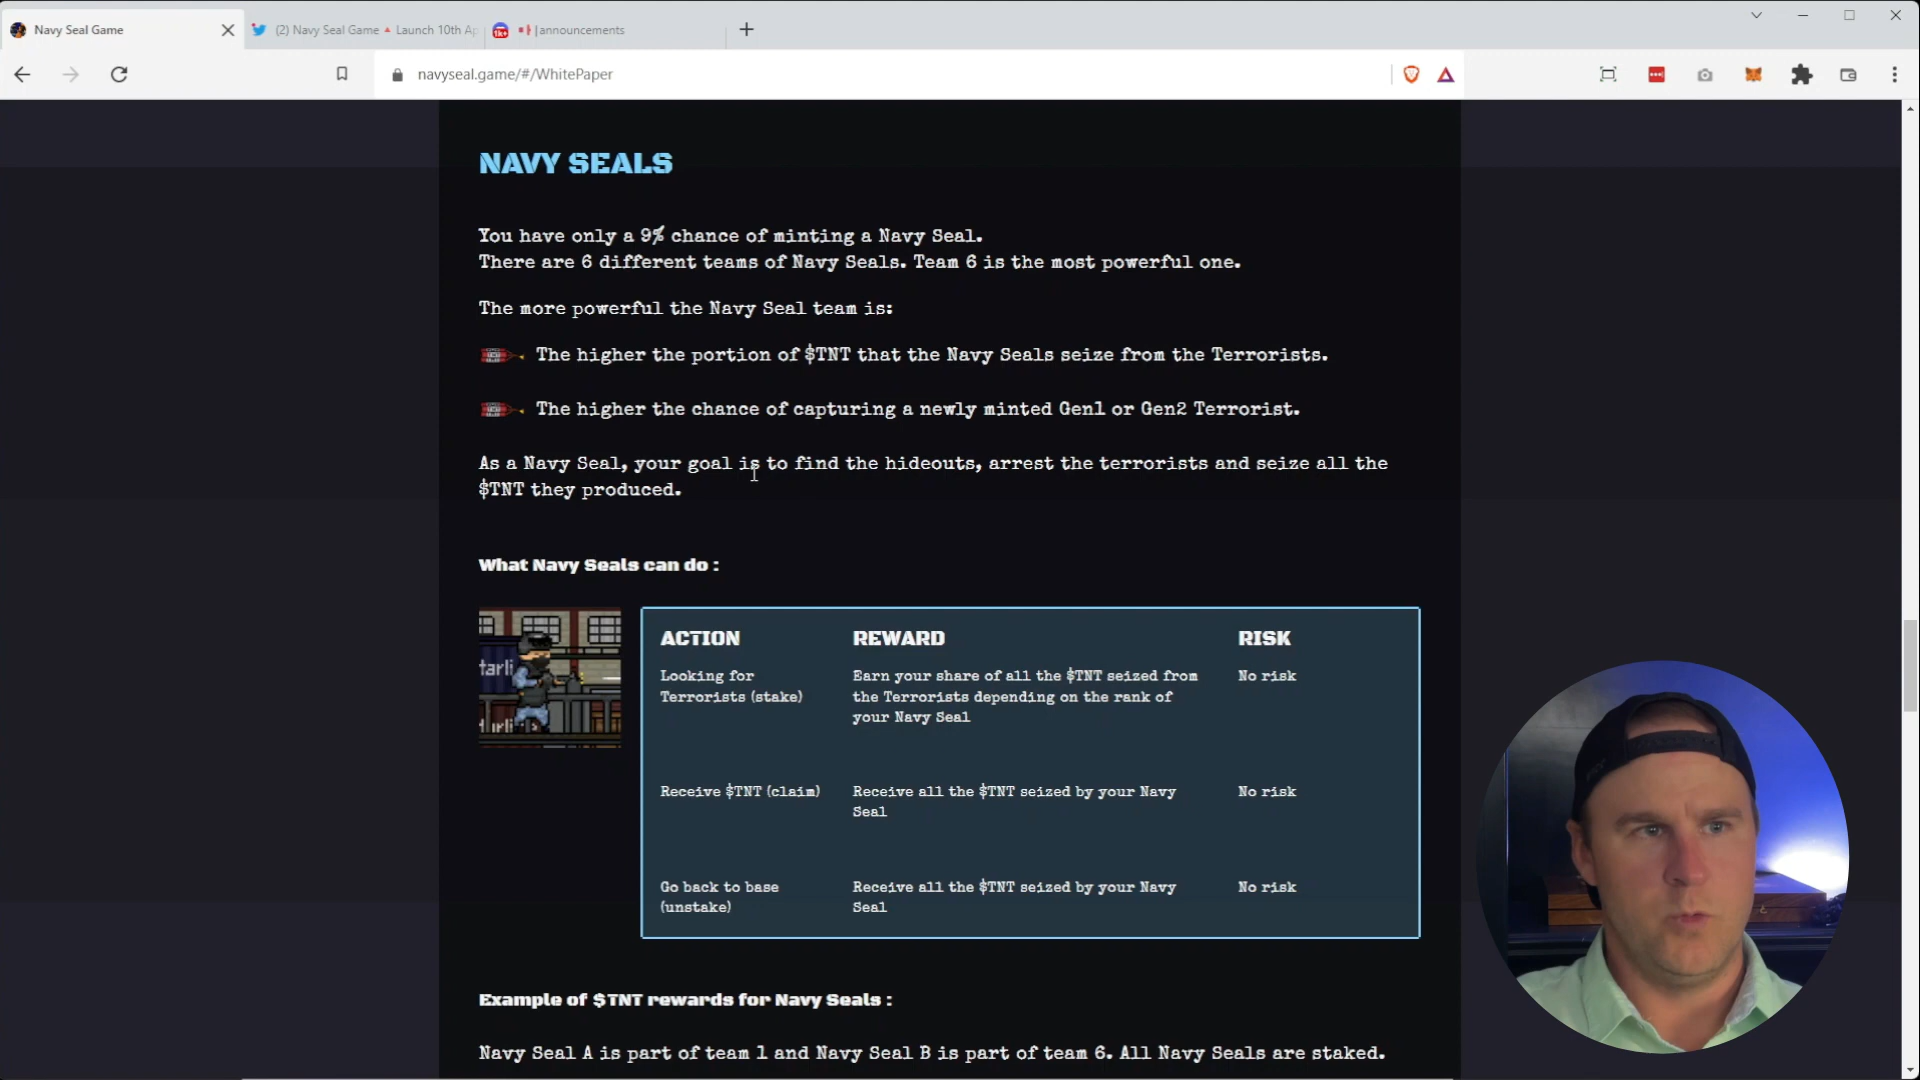 Navy Seal Game
(2) Navy Seal Game 🔺 Launch 10th Ap
1k+
| announcements
navyseal.game/#/WhitePaper
NAVY SEALS
You have only a 9% chance of minting a Navy Seal.
There are 6 different teams of Navy Seals. Team 6 is the most powerful one.
The more powerful the Navy Seal team is:
The higher the portion of $TNT that the Navy Seals seize from the Terrorists.
The higher the chance of capturing a newly minted Gen1 or Gen2 Terrorist.
As a Navy Seal, your goal is to find the hideouts, arrest the terrorists and seize all the
$TNT they produced.
What Navy Seals can do :
ACTION REWARD RISK
Looking for Earn your share of all the $TNT seized from No risk
Terrorists (stake) the Terrorists depending on the rank of
your Navy Seal
Receive $TNT (claim) Receive all the $TNT seized by your Navy No risk
Seal
Go back to base Receive all the $TNT seized by your Navy No risk
(unstake) Seal
Example of $TNT rewards for Navy Seals :
Navy Seal A is part of team 1 and Navy Seal B is part of team 6. All Navy Seals are staked.